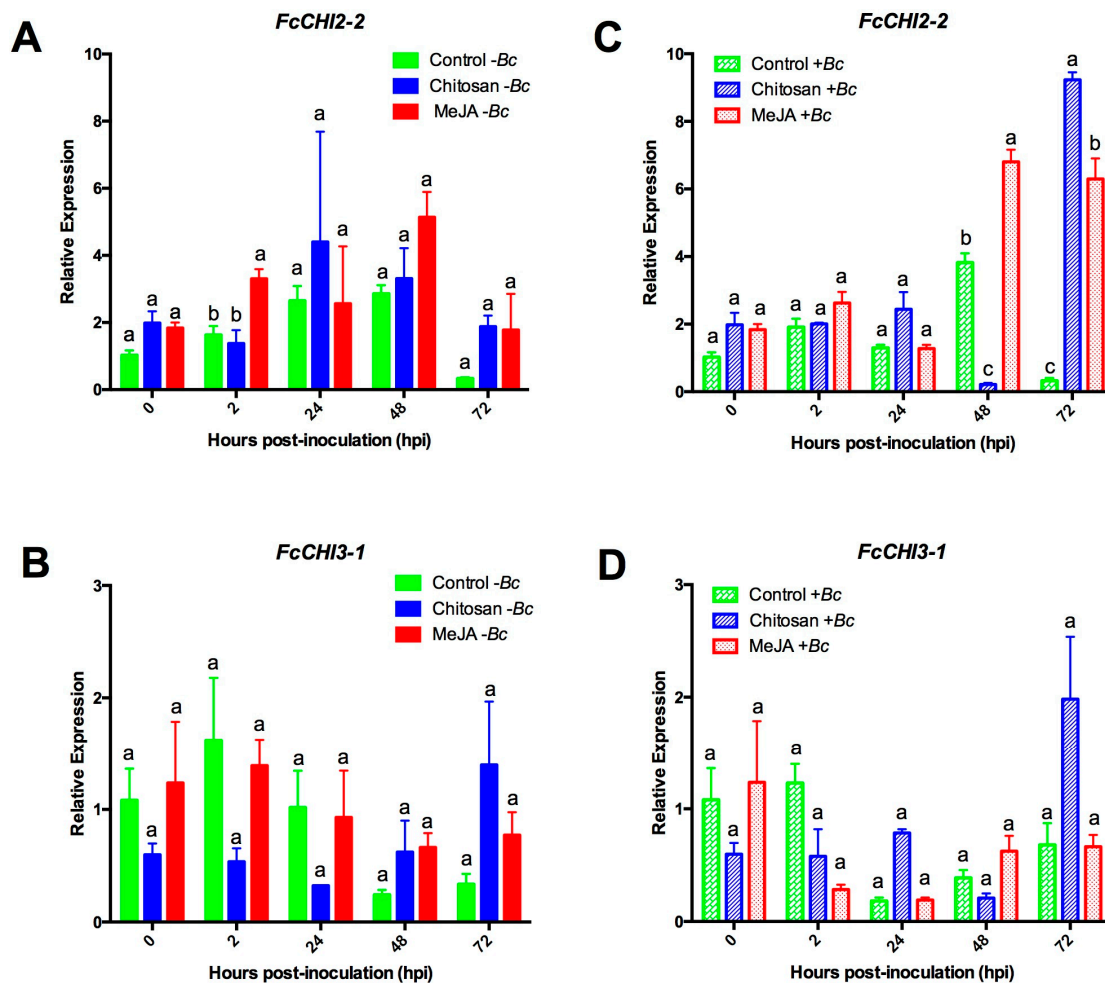 A
FcCHI2-2
Relative Expression
10
8
6
4
2
0
Control -Bc
Chitosan -Bc
MeJA -Bc
a a a
b b a
a a a
a a a
a a a
0 2 24 48 72
Hours post-inoculation (hpi)
C
FcCHI2-2
Relative Expression
10
8
6
4
2
0
Control +Bc
Chitosan +Bc
MeJA +Bc
a a a
a a a
a a a
b c a
c a b
0 2 24 48 72
Hours post-inoculation (hpi)
B
FcCHI3-1
Relative Expression
3
2
1
0
Control -Bc
Chitosan -Bc
MeJA -Bc
a a a
a a a
a a a
a a a
a a a
0 2 24 48 72
Hours post-inoculation (hpi)
D
FcCHI3-1
Relative Expression
3
2
1
0
Control +Bc
Chitosan +Bc
MeJA +Bc
a a a
a a a
a a a
a a a
a a a
0 2 24 48 72
Hours post-inoculation (hpi)